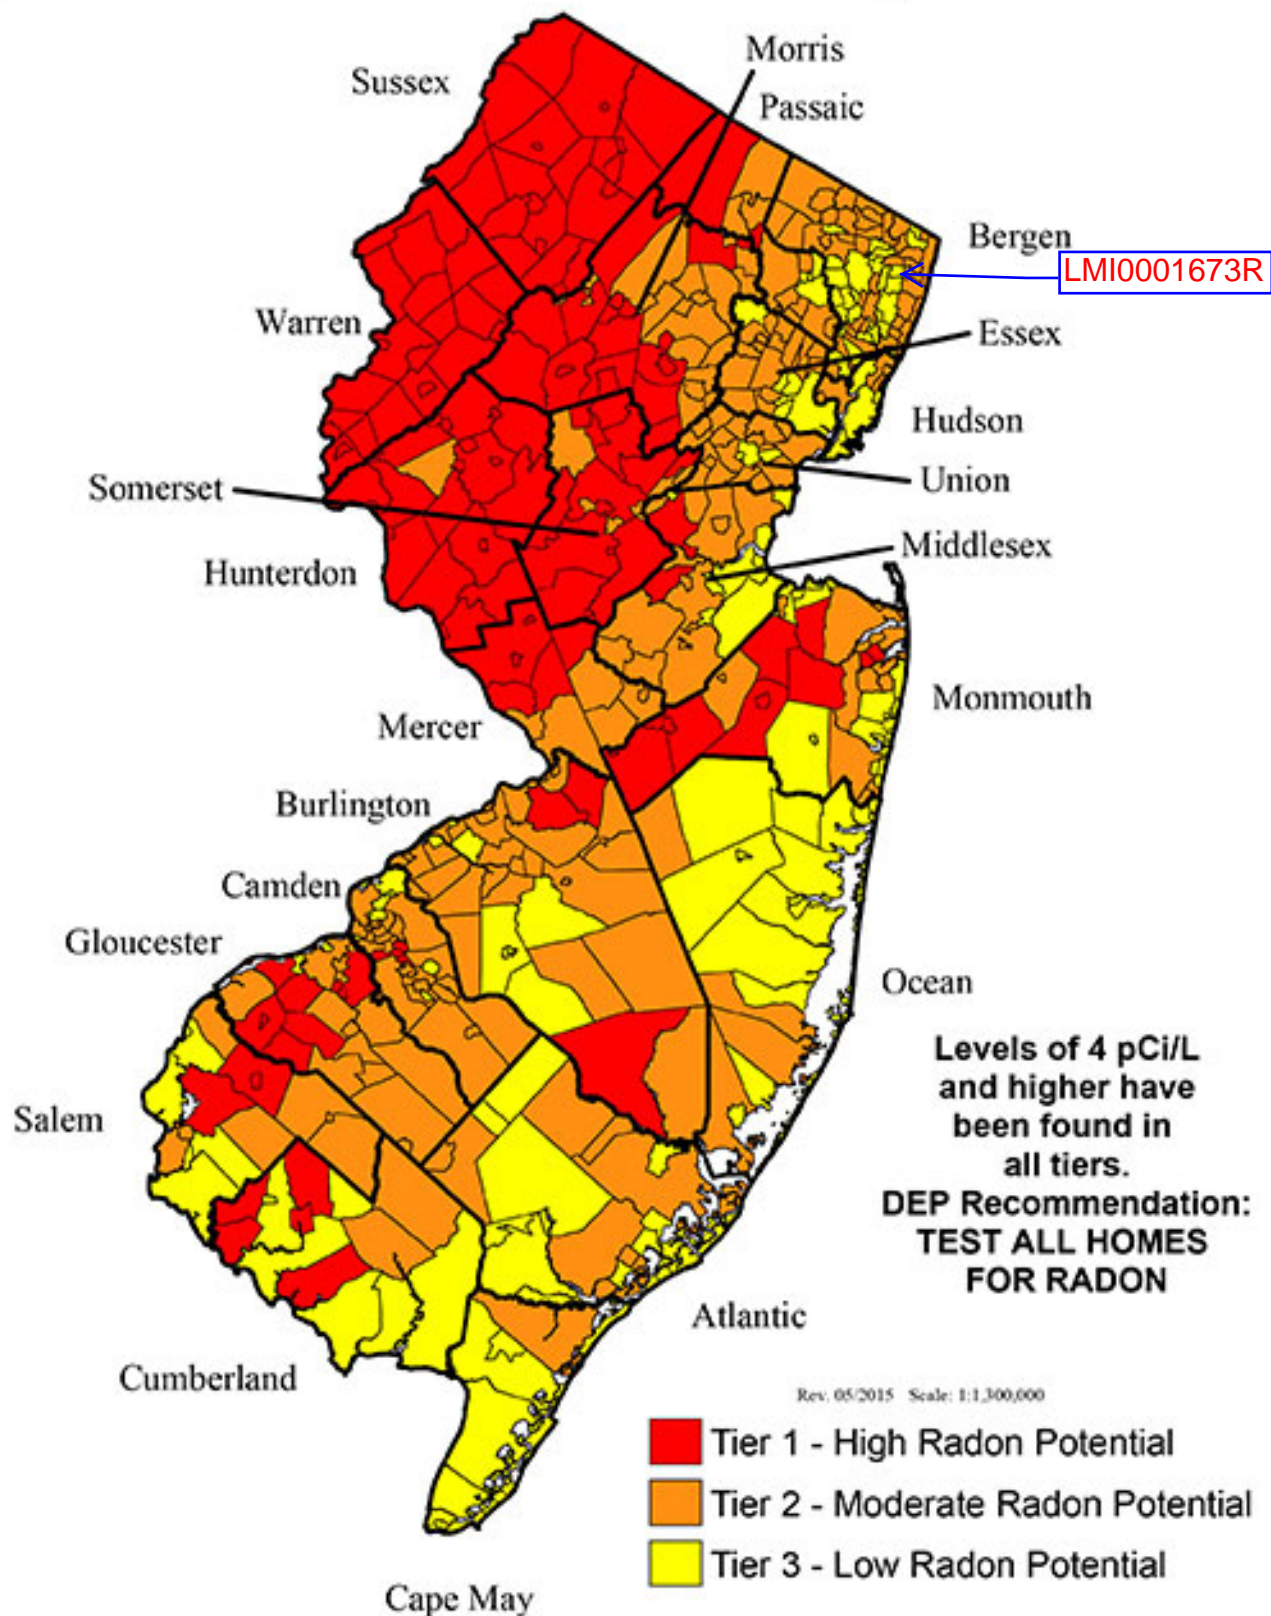 Morris
Sussex
Passaic
Bergen
LMI0001673R
Warren
Essex
Hudson
Somerset
Union
Middlesex
Hunterdon
Monmouth
Mercer
Burlington
Camden
Gloucester
Ocean
Levels of 4 pCi/L
and higher have
been found in
all tiers.
DEP Recommendation:
TEST ALL HOMES
FOR RADON
Salem
Atlantic
Cumberland
Rev. 05/2015 Scale: 1:1,300,000
Tier 1 - High Radon Potential
Tier 2 - Moderate Radon Potential
Tier 3 - Low Radon Potential
Cape May